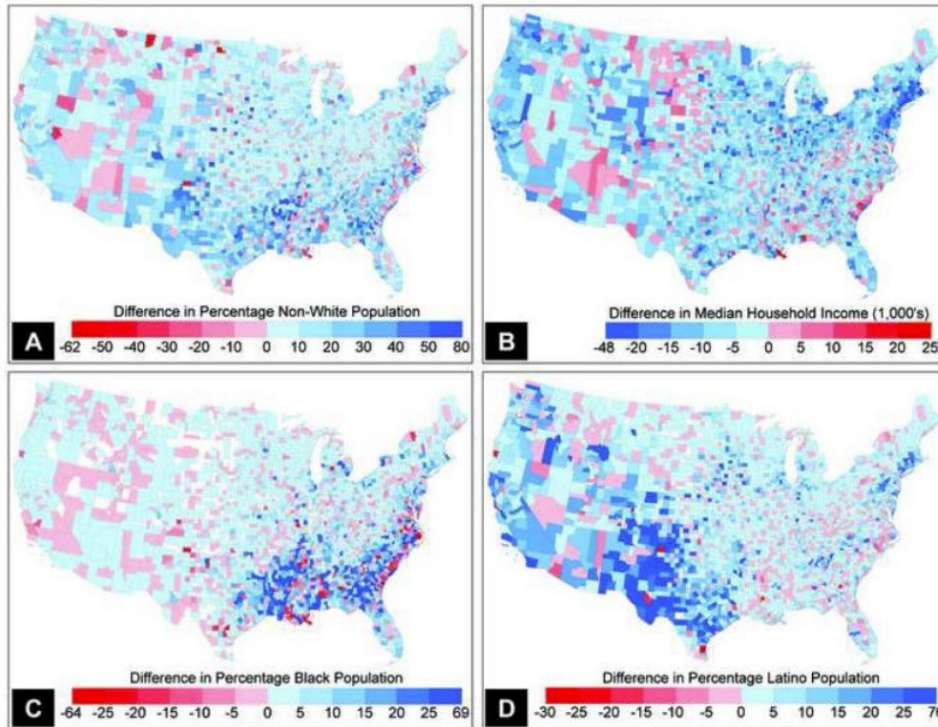 Difference in Percentage Non-White Population
A
-62 -50 -40 -30 -20 -10 0 10 20 30 40 50 80
Difference in Median Household Income (1,000's)
B
-48 -20 -15 -10 -5 0 5 10 15 20 25
Difference in Percentage Black Population
C
-64 -25 -20 -15 -10 -5 0 5 10 15 20 25 69
Difference in Percentage Latino Population
D
-30 -20 -15 -10 -5 0 5 10 15 20 70